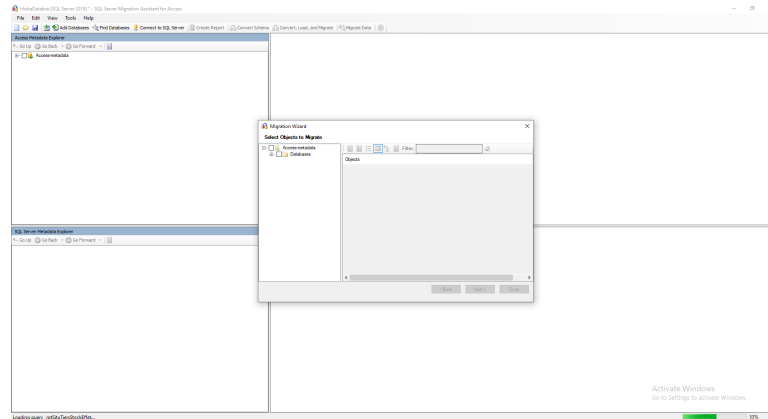 HobaDatabse [SQL Server 2019] * - SQL Server Migration Assistant for Access
File Edit View Tools Help
Add Databases Find Databases Connect to SQL Server Create Report Convert Schema Convert, Load, and Migrate Migrate Data
Access Metadata Explorer
Go Up Go Back Go Forward
Access-metadata
Migration Wizard
Select Objects to Migrate
Access-metadata
Databases
Filter:
Objects
< Back Next > Close
SQL Server Metadata Explorer
Go Up Go Back Go Forward
Activate Windows
Go to Settings to activate Windows.
Loading query rptSituTiersStockEffet... 50%